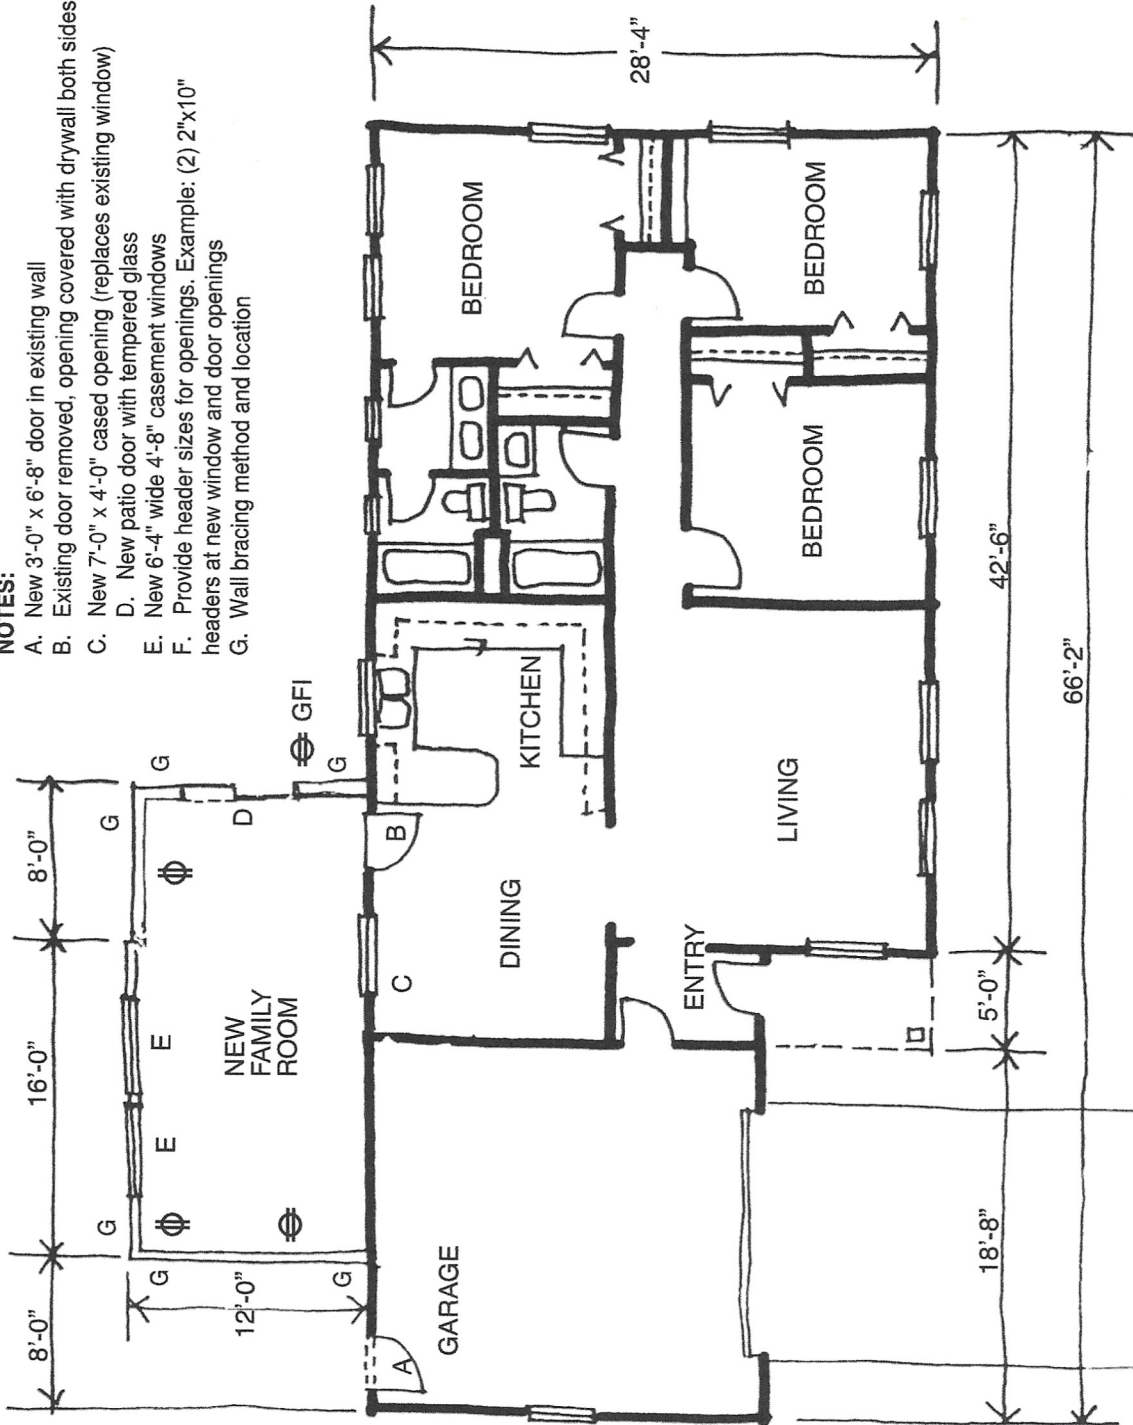 NOTES:
A. New 3'-0" x 6'-8" door in existing wall
B. Existing door removed, opening covered with drywall both sides
C. New 7'-0" x 4'-0" cased opening (replaces existing window)
D. New patio door with tempered glass
E. New 6'-4" wide 4'-8" casement windows
F. Provide header sizes for openings. Example: (2) 2"x10"
headers at new window and door openings
G. Wall bracing method and location
8'-0"
16'-0"
8'-0"
12'-0"
G
G
G
G
G
G
E
E
D
GFI
NEW
FAMILY
ROOM
A
B
C
GARAGE
DINING
KITCHEN
BEDROOM
ENTRY
LIVING
BEDROOM
BEDROOM
28'-4"
18'-8"
5'-0"
42'-6"
66'-2"